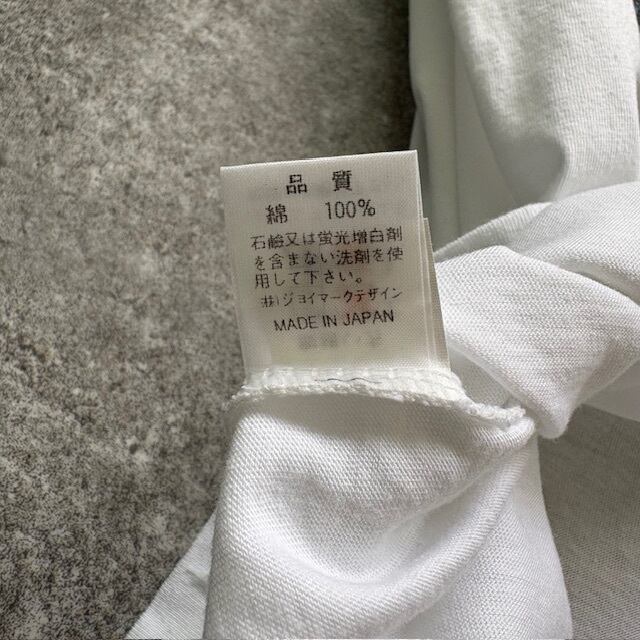 品 質
綿 100%
石鹸又は蛍光増白剤
を含まない洗剤を使
用して下さい。
㈱ジョイマークデザイン
MADE IN JAPAN